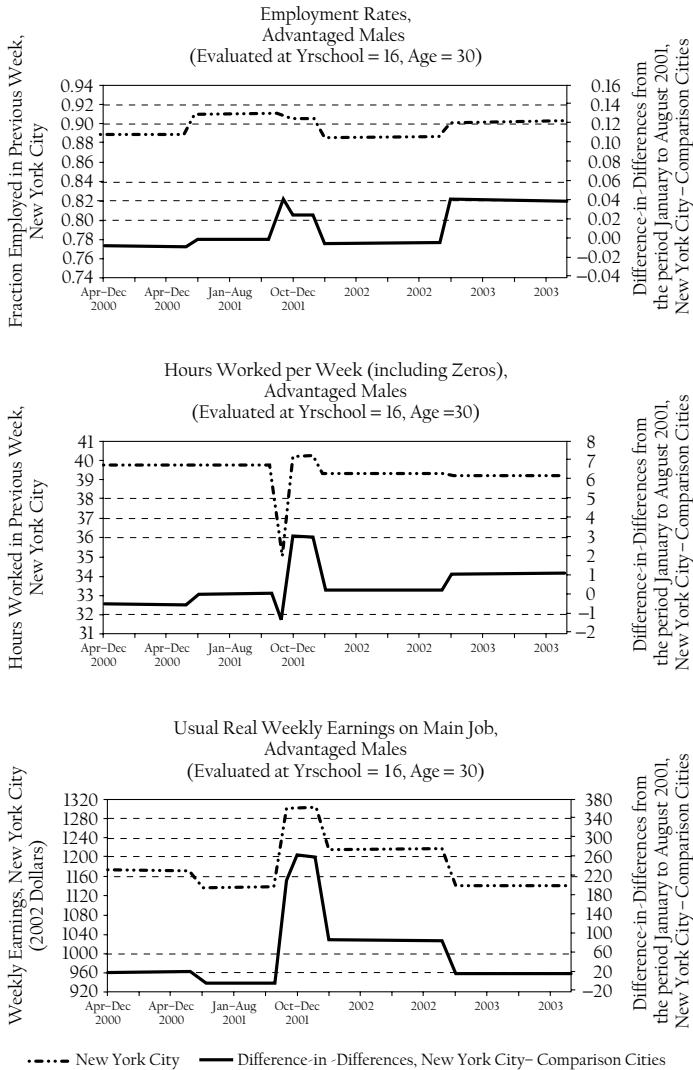 Employment Rates,
Advantaged Males
(Evaluated at Yrschool = 16, Age = 30)
Fraction Employed in Previous Week,
New York City
0.94
0.92
0.90
0.88
0.86
0.84
0.82
0.80
0.78
0.76
0.74
0.16
0.14
0.12
0.10
0.08
0.06
0.04
0.02
0.00
−0.02
−0.04
Difference-in-Differences from
the period January to August 2001,
New York City–Comparison Cities
Apr–Dec Apr–Dec Jan–Aug Oct–Dec 2002 2002 2003 2003
2000 2000 2001 2001
Hours Worked per Week (including Zeros),
Advantaged Males
(Evaluated at Yrschool = 16, Age =30)
Hours Worked in Previous Week,
New York City
41
40
39
38
37
36
35
34
33
32
31
8
7
6
5
4
3
2
1
0
−1
−2
Difference-in-Differences from
the period January to August 2001,
New York City–Comparison Cities
Apr–Dec Apr–Dec Jan–Aug Oct–Dec 2002 2002 2003 2003
2000 2000 2001 2001
Usual Real Weekly Earnings on Main Job,
Advantaged Males
(Evaluated at Yrschool = 16, Age = 30)
Weekly Earnings, New York City
(2002 Dollars)
1320
1280
1240
1200
1160
1120
1080
1040
1000
960
920
380
340
300
260
220
180
140
100
60
20
−20
Difference-in-Differences from
the period January to August 2001,
New York City–Comparison Cities
Apr–Dec Apr–Dec Jan–Aug Oct–Dec 2002 2002 2003 2003
2000 2000 2001 2001
New York City Difference-in -Differences, New York City– Comparison Cities